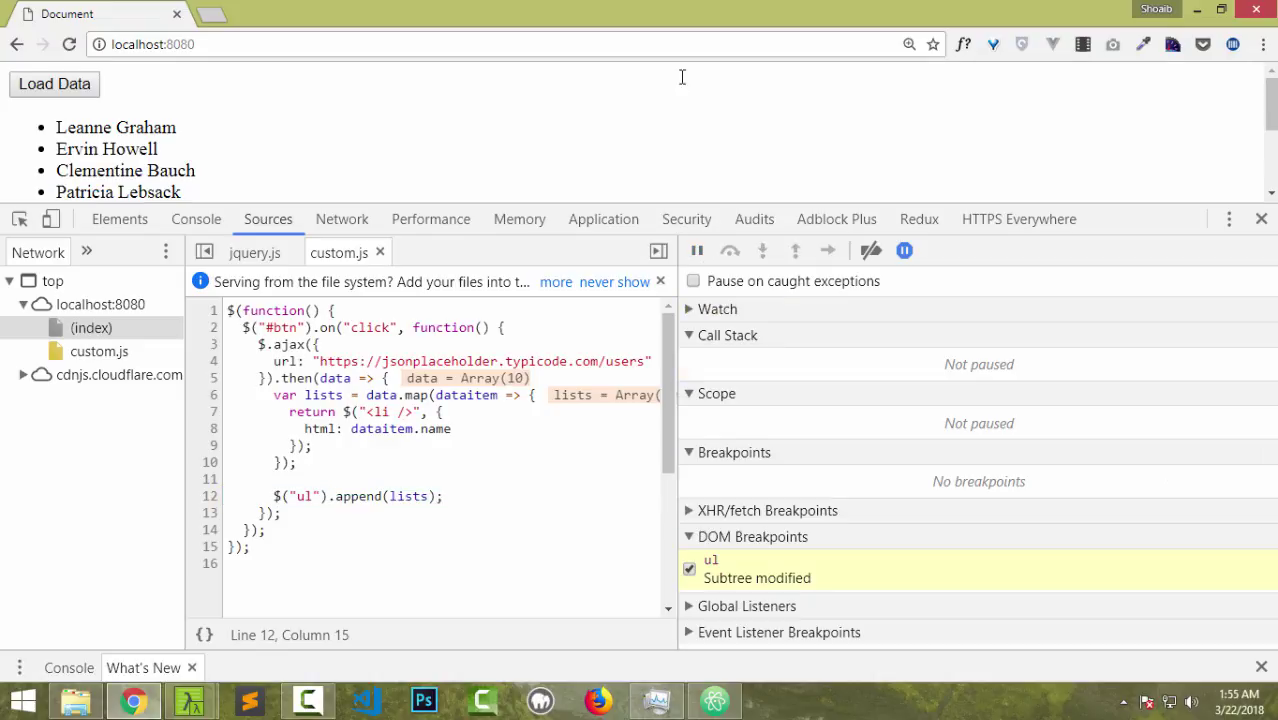 Document
Shoaib
localhost:8080
f?
Load Data
• Leanne Graham
• Ervin Howell
• Clementine Bauch
• Patricia Lebsack
Elements Console Sources Network Performance Memory Application Security Audits Adblock Plus Redux HTTPS Everywhere
Network »
jquery.js custom.js
top
localhost:8080
(index)
custom.js
cdnjs.cloudflare.com
Serving from the file system? Add your files into t... more never show
1 $(function() {
2 $("#btn").on("click", function() {
3 $.ajax({
4 url: "https://jsonplaceholder.typicode.com/users"
5 }).then(data => { data = Array(10)
6 var lists = data.map(dataitem => { lists = Array(
7 return $("<li />", {
8 html: dataitem.name
9 });
10 });
11
12 $("ul").append(lists);
13 });
14 });
15 });
16
{} Line 12, Column 15
Pause on caught exceptions
Watch
Call Stack
Not paused
Scope
Not paused
Breakpoints
No breakpoints
XHR/fetch Breakpoints
DOM Breakpoints
ul
Subtree modified
Global Listeners
Event Listener Breakpoints
Console What's New
Ps
1:55 AM
3/22/2018